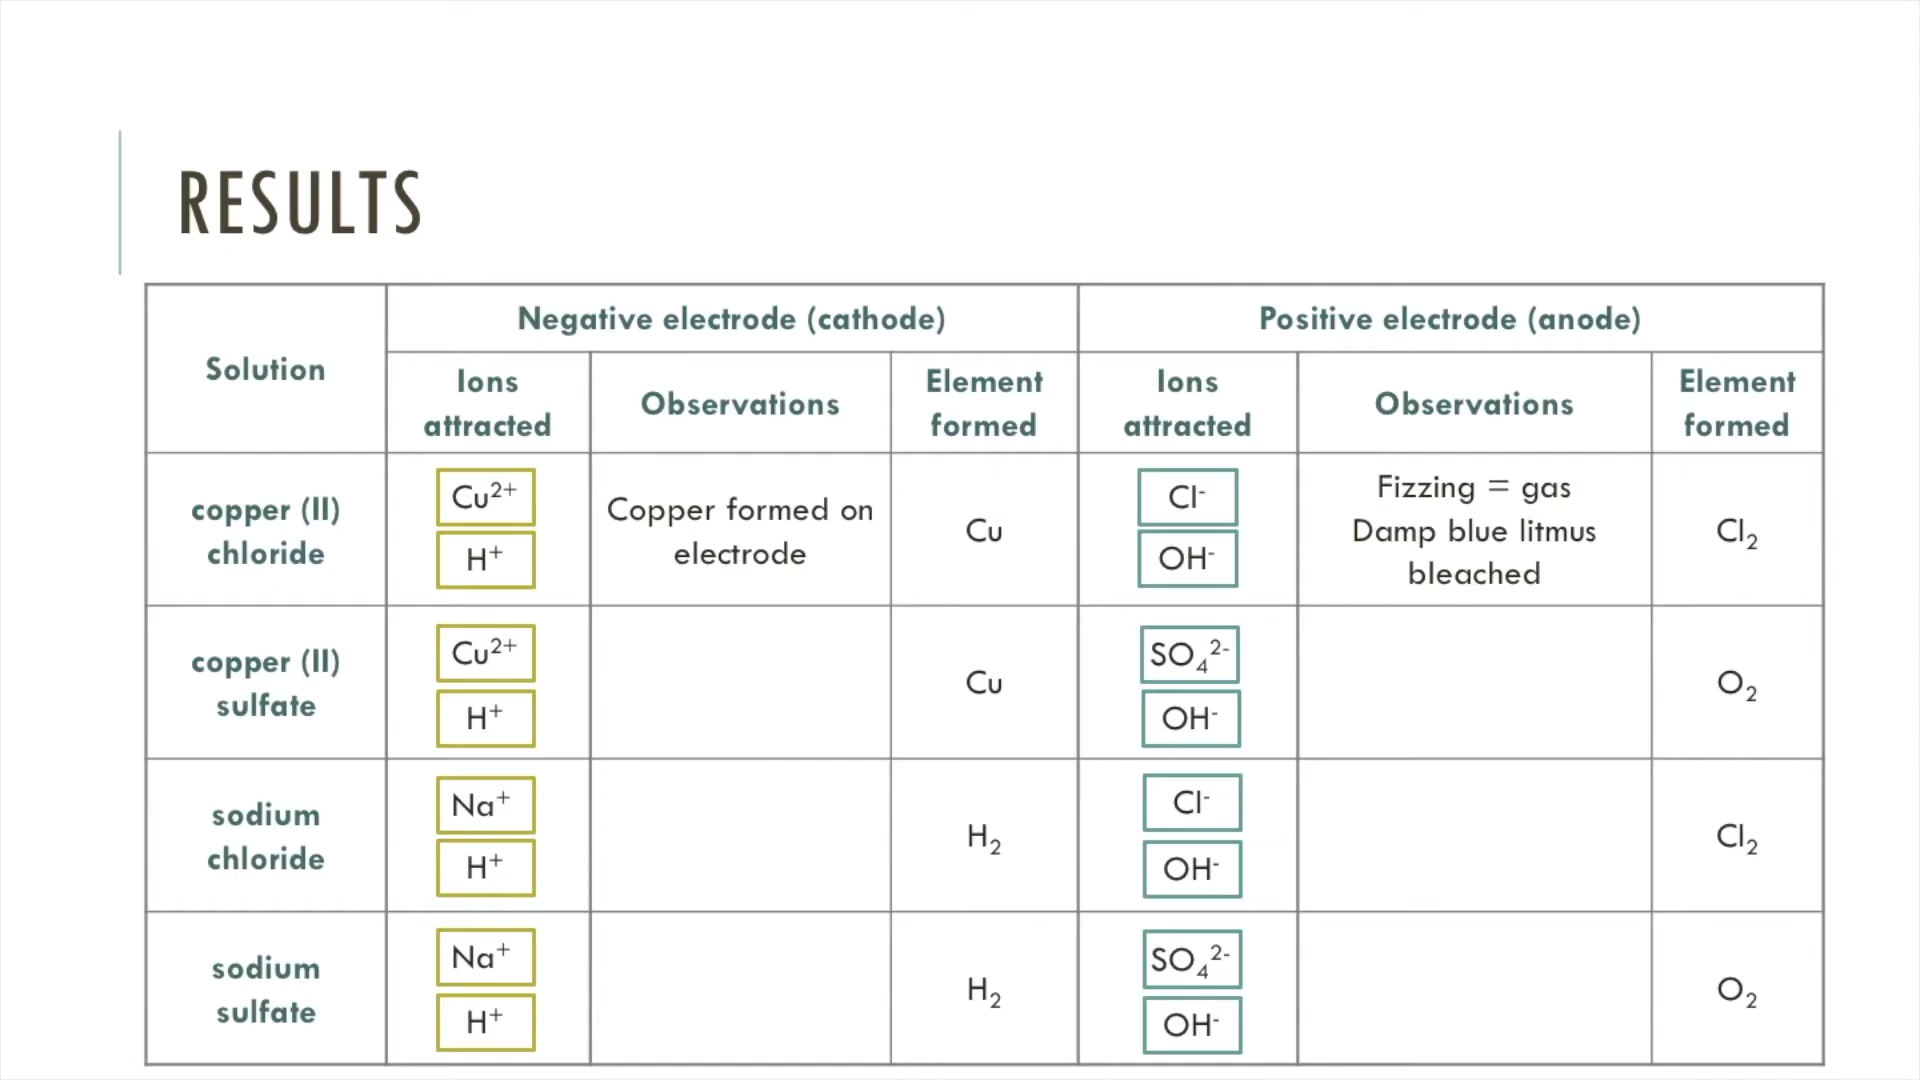 RESULTS
Solution
Negative electrode (cathode)
Positive electrode (anode)
Ions
attracted
Observations
Element
formed
Ions
attracted
Observations
Element
formed
copper (II)
chloride
Cu²⁺
H⁺
Copper formed on
electrode
Cu
Cl⁻
OH⁻
Fizzing = gas
Damp blue litmus
bleached
Cl₂
copper (II)
sulfate
Cu²⁺
H⁺
Cu
SO₄²⁻
OH⁻
O₂
sodium
chloride
Na⁺
H⁺
H₂
Cl⁻
OH⁻
Cl₂
sodium
sulfate
Na⁺
H⁺
H₂
SO₄²⁻
OH⁻
O₂